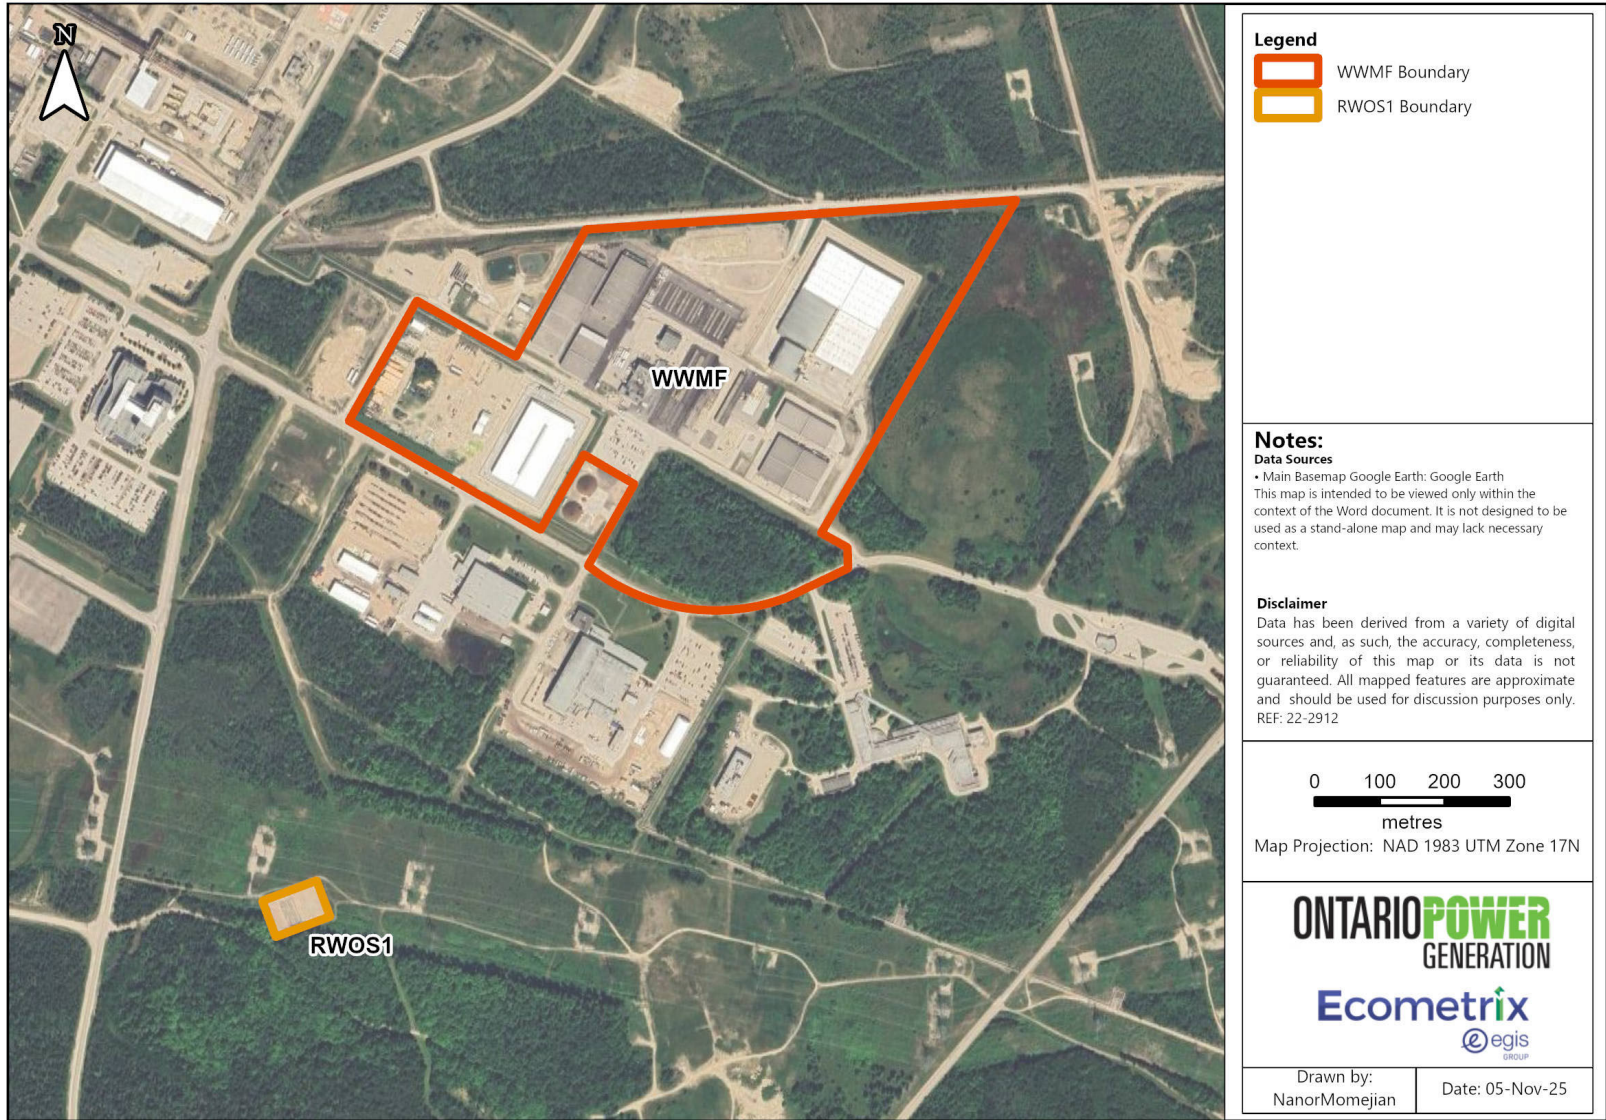 N
WWMF
RWOS1
Legend
WWMF Boundary
RWOS1 Boundary
Notes:
Data Sources
• Main Basemap Google Earth: Google Earth
This map is intended to be viewed only within the
context of the Word document. It is not designed to be
used as a stand-alone map and may lack necessary
context.
Disclaimer
Data has been derived from a variety of digital
sources and, as such, the accuracy, completeness,
or reliability of this map or its data is not
guaranteed. All mapped features are approximate
and should be used for discussion purposes only.
REF: 22-2912
0 100 200 300
metres
Map Projection: NAD 1983 UTM Zone 17N
ONTARIOPOWER
GENERATION
Ecometrix
egis
GROUP
Drawn by:
NanorMomejian
Date: 05-Nov-25